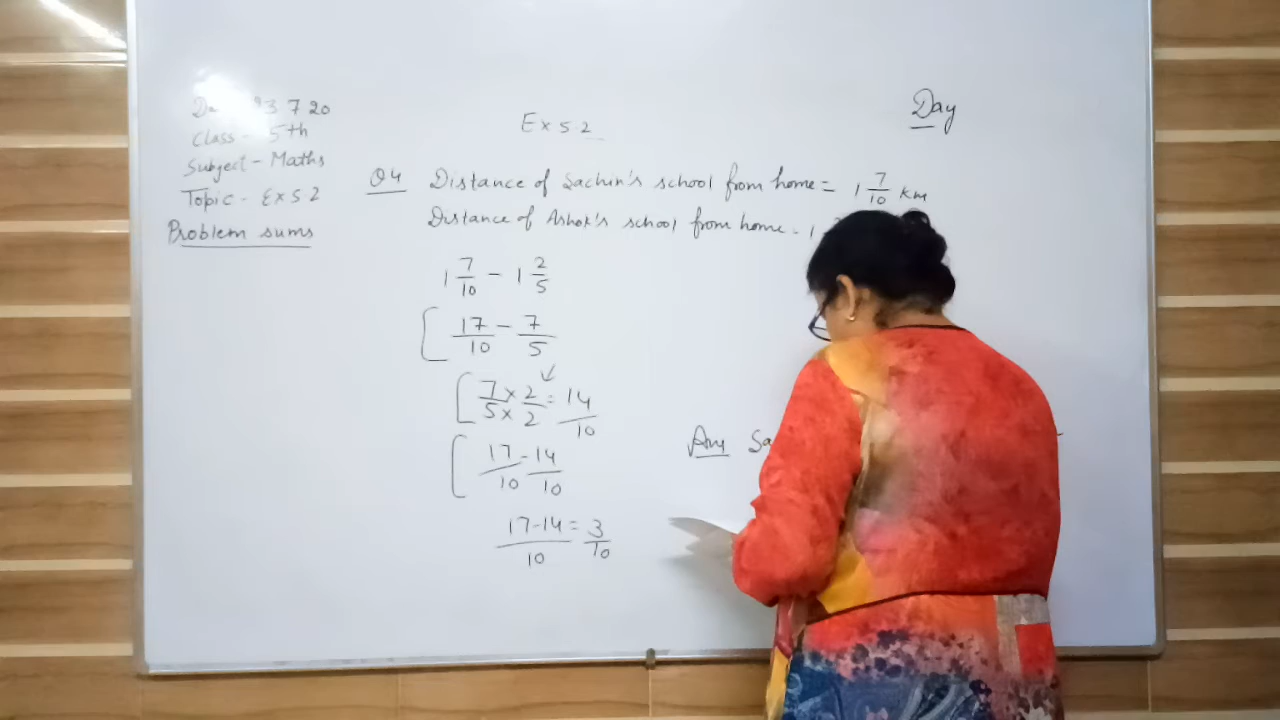 23 7 20
Class - 5th
Subject - Maths
Topic - Ex 5 2
Problem sums
Ex 5 2
Day
Q4 Distance of Sachin's school from home = 1 7/10 km
Distance of Ashok's school from home - 1
1 7/10 - 1 2/5
[ 17/10 - 7/5
[ 7/5 × 2/2 = 14/10
[ 17/10 - 14/10
17-14/10 = 3/10
Ans Sa